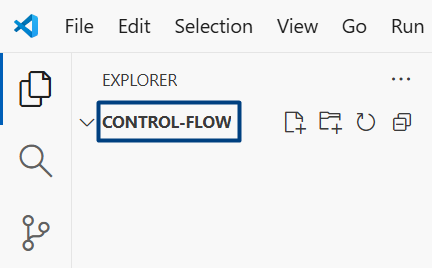 File Edit Selection View Go Run
EXPLORER
CONTROL-FLOW